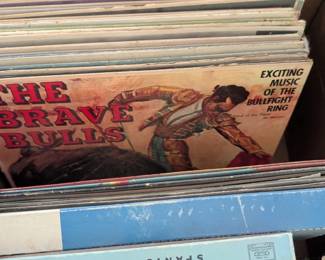 THE
BRAVE
BULLS
EXCITING
MUSIC
OF THE
BULLFIGHT
RING